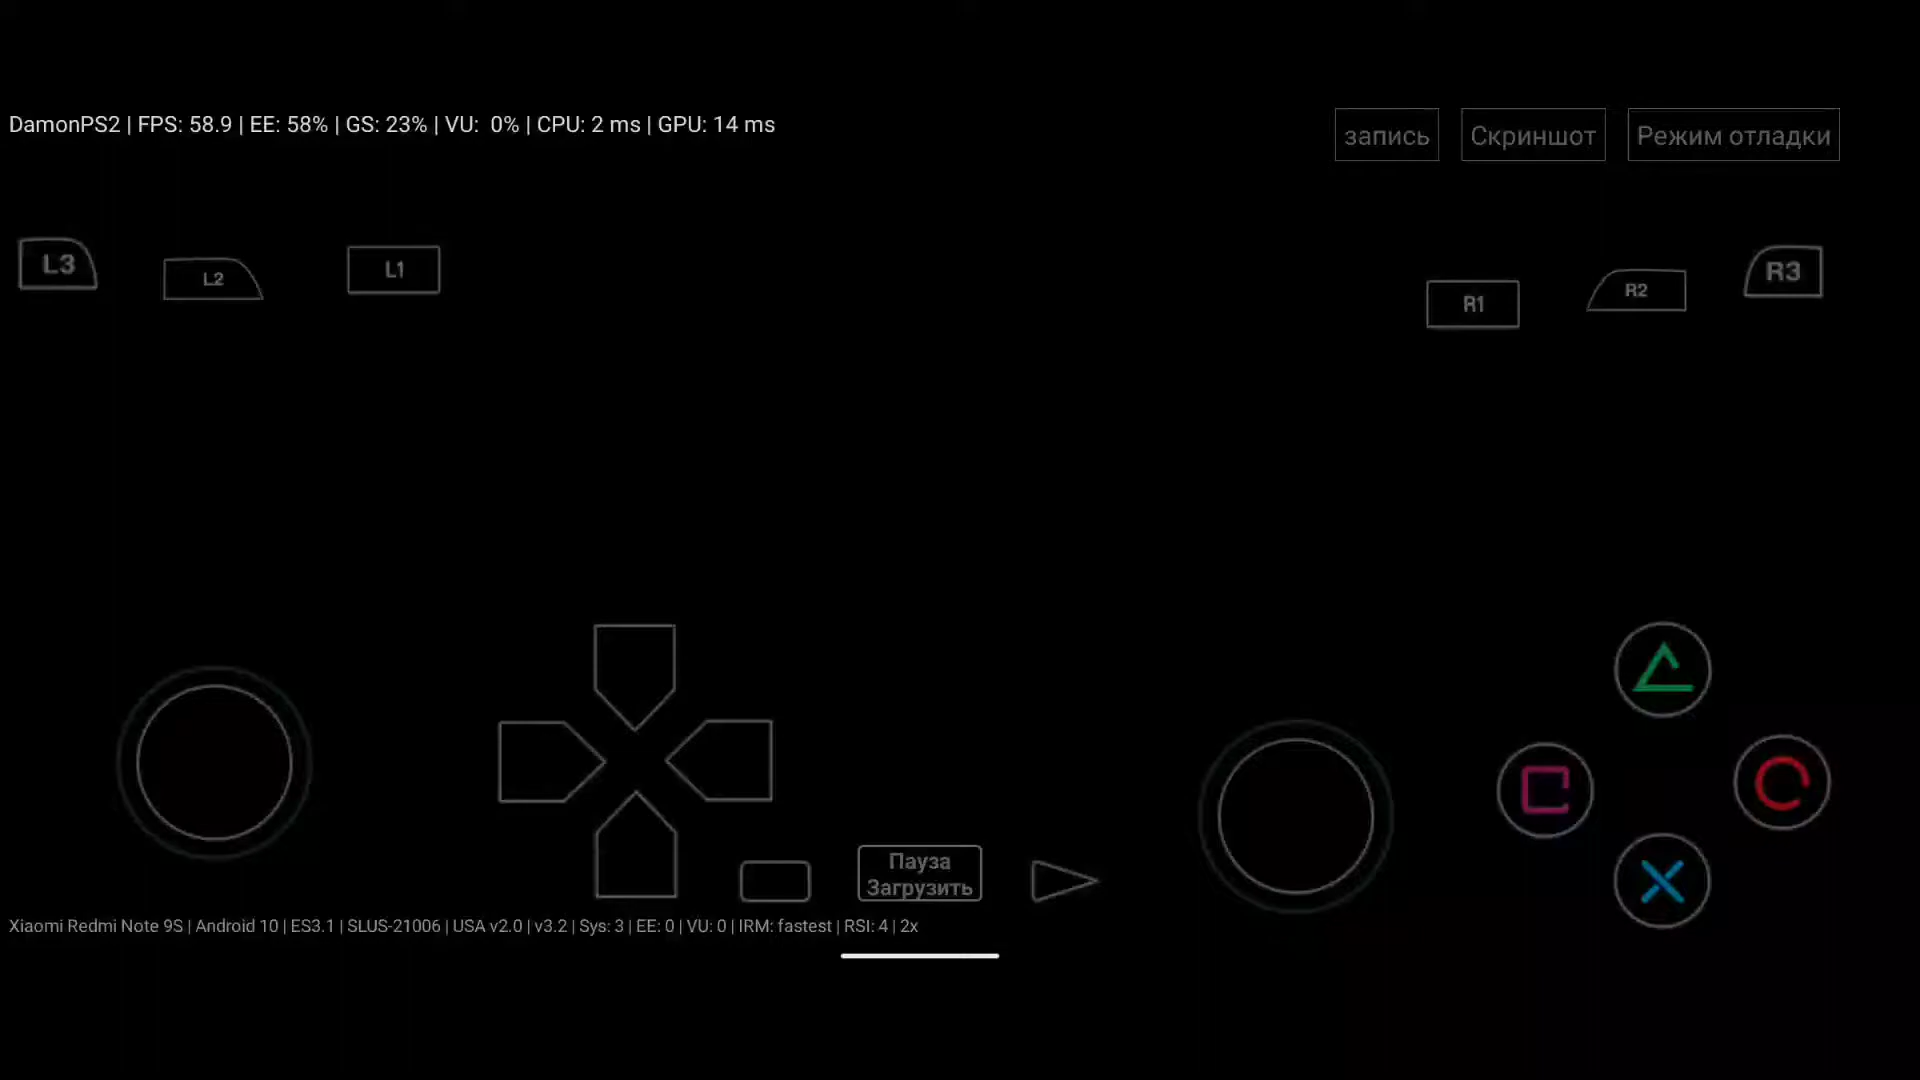 DamonPS2 | FPS: 58.9 | EE: 58% | GS: 23% | VU: 0% | CPU: 2 ms | GPU: 14 ms
запись
Скриншот
Режим отладки
L3
L2
L1
R1
R2
R3
Пауза
Загрузить
Xiaomi Redmi Note 9S | Android 10 | ES3.1 | SLUS-21006 | USA v2.0 | v3.2 | Sys: 3 | EE: 0 | VU: 0 | IRM: fastest | RSI: 4 | 2x